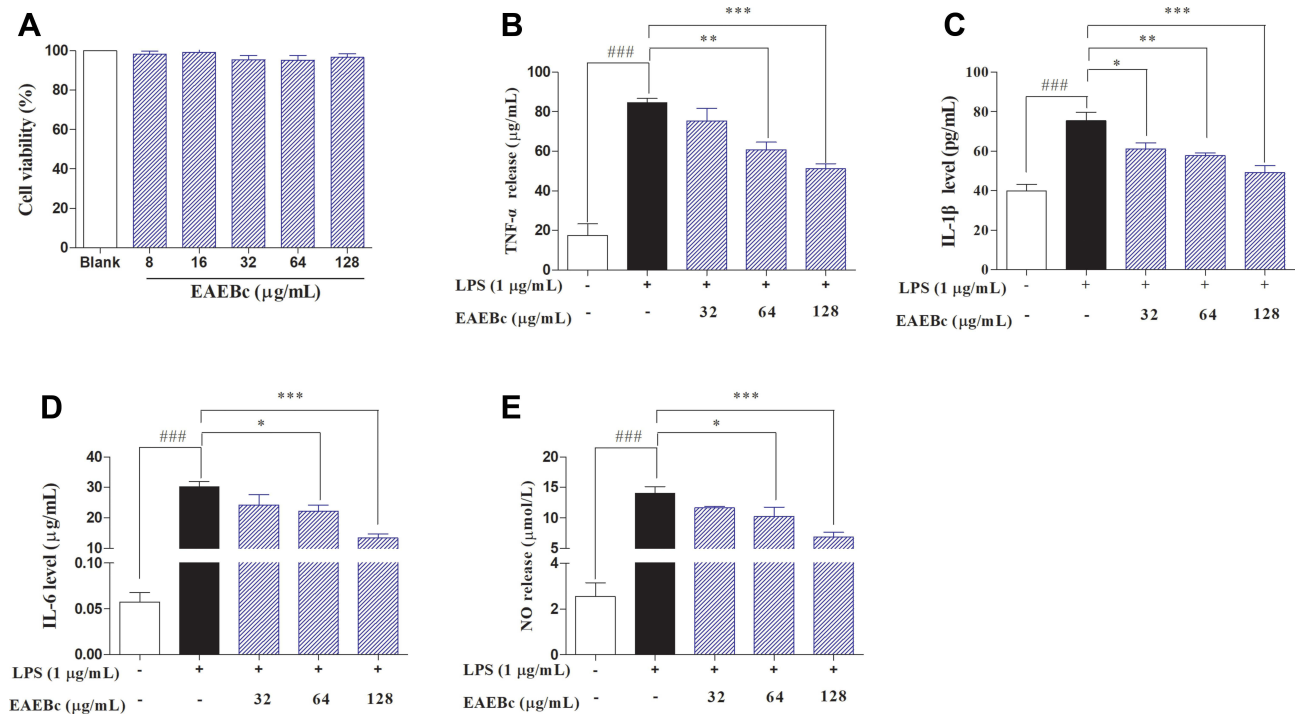 A
Cell viability (%)
100
80
60
40
20
0
Blank 8 16 32 64 128
EAEBc (μg/mL)
B
***
**
###
TNF-α release (μg/mL)
100
80
60
40
20
0
LPS (1 μg/mL) - + + + +
EAEBc (μg/mL) - - 32 64 128
C
***
**
*
###
IL-1β level (pg/mL)
100
80
60
40
20
0
LPS (1 μg/mL) - + + + +
EAEBc (μg/mL) - - 32 64 128
D
***
*
###
IL-6 level (μg/mL)
40
30
20
10
0.10
0.05
0.00
LPS (1 μg/mL) - + + + +
EAEBc (μg/mL) - - 32 64 128
E
***
*
###
NO release (μmol/L)
20
15
10
5
4
2
0
LPS (1 μg/mL) - + + + +
EAEBc (μg/mL) - - 32 64 128